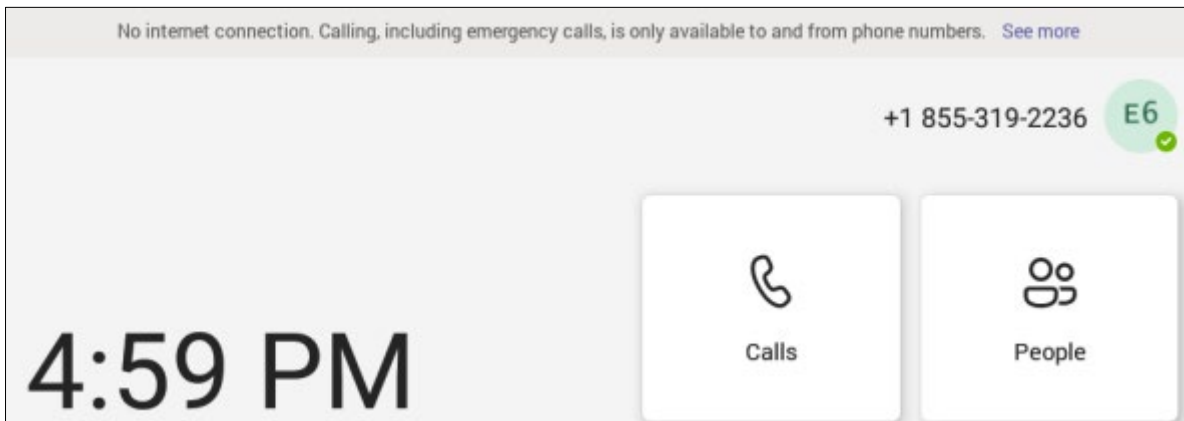 No internet connection. Calling, including emergency calls, is only available to and from phone numbers. See more
+1 855-319-2236 E6
Calls People
4:59 PM